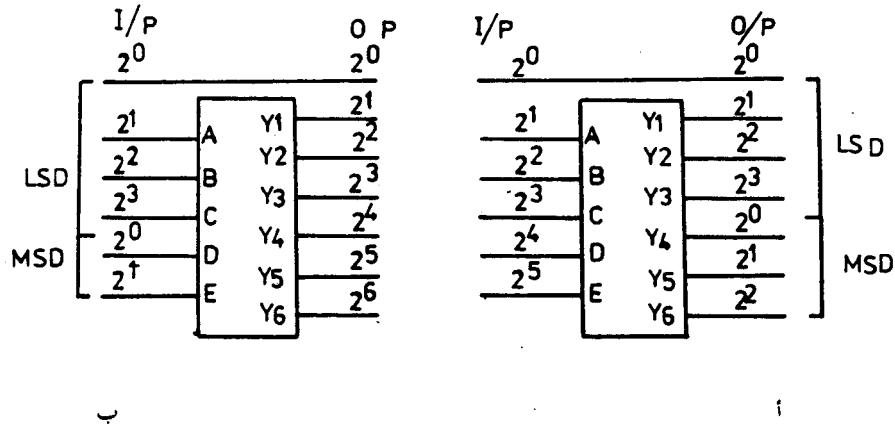 I/P O P I/P O/P
2⁰ 2⁰ 2⁰ 2⁰
2¹ A Y1 2¹ 2¹ A Y1 2¹
2² B Y2 2² 2² B Y2 2²
LSD 2³ C Y3 2³ 2³ C Y3 2³ LSD
MSD 2⁰ D Y4 2⁴ 2⁴ D Y4 2⁰ MSD
2¹ E Y5 2⁵ 2⁵ E Y5 2¹
Y6 2⁶ Y6 2²
ب أ